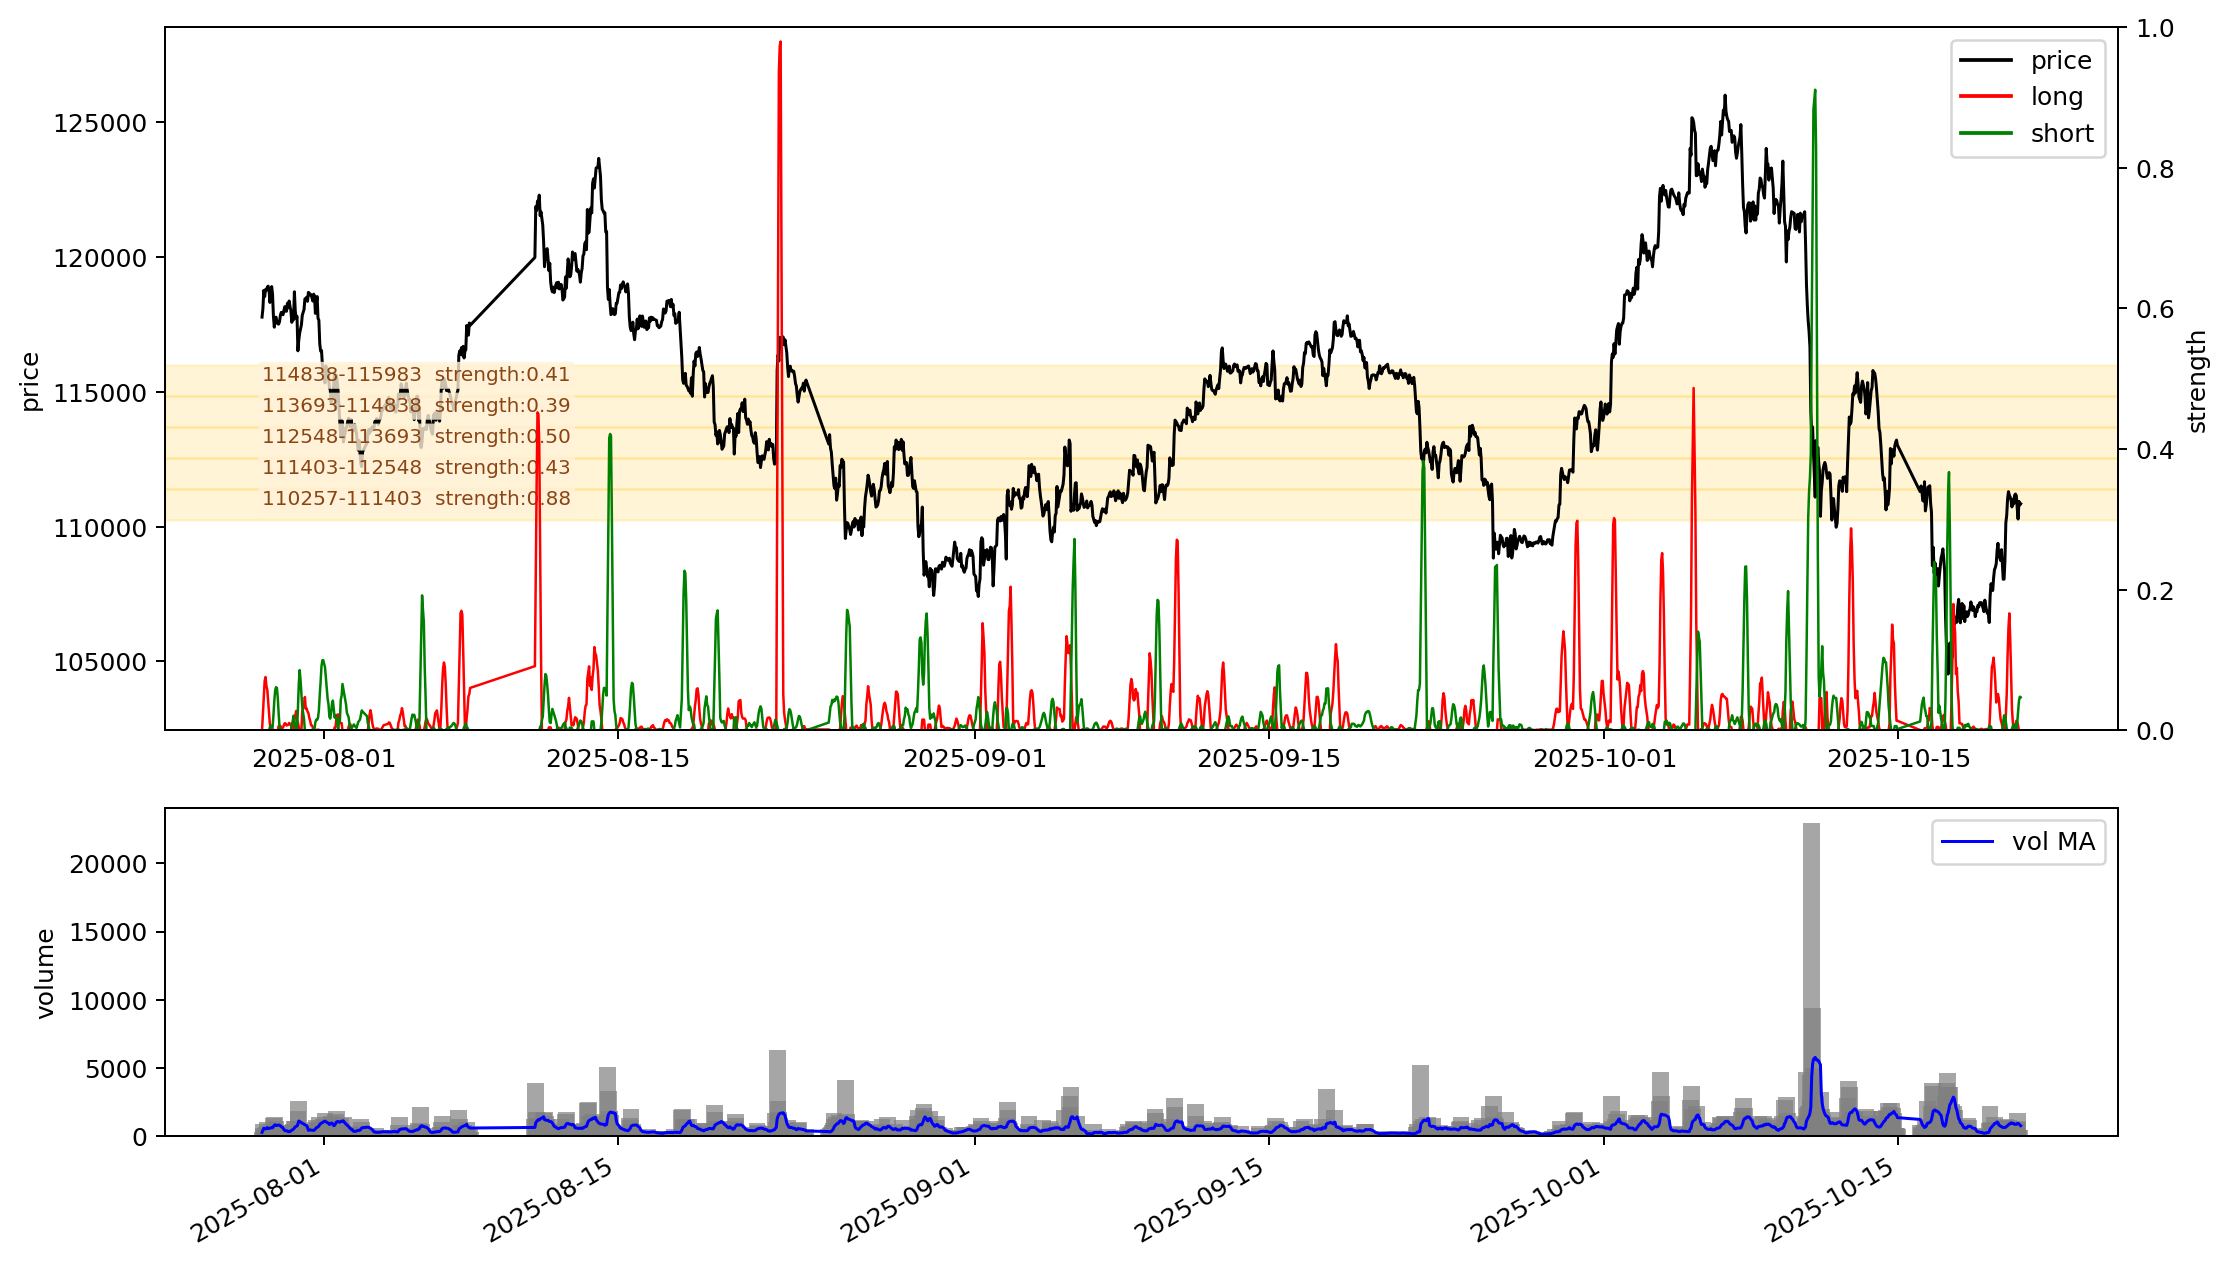 1.0
price
long
short
125000
0.8
120000
0.6
price
115000
strength
114838-115983 strength:0.41
113693-114838 strength:0.39
112548-113693 strength:0.50
111403-112548 strength:0.43
110257-111403 strength:0.88
0.4
110000
0.2
105000
0.0
2025-08-01 2025-08-15 2025-09-01 2025-09-15 2025-10-01 2025-10-15
vol MA
20000
15000
volume
10000
5000
0
2025-08-01 2025-08-15 2025-09-01 2025-09-15 2025-10-01 2025-10-15